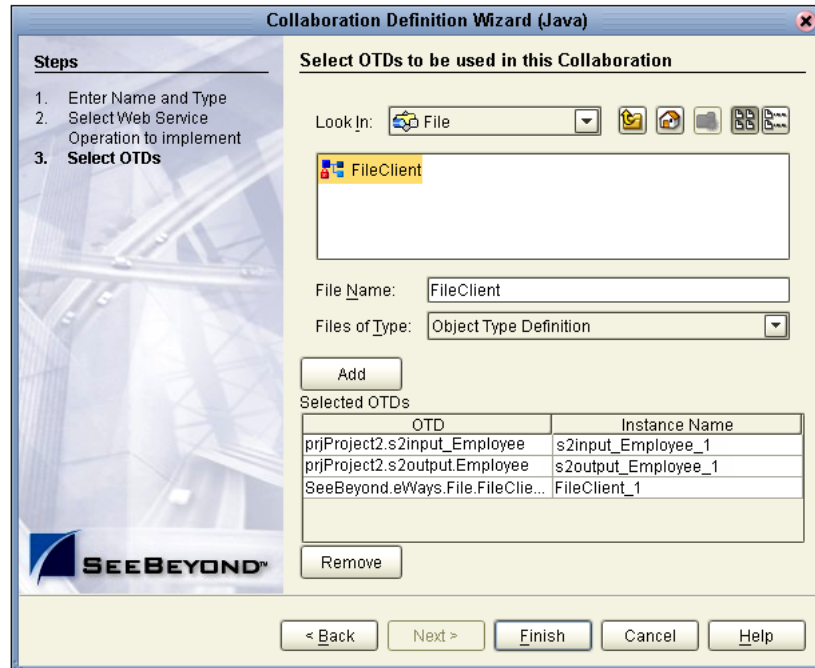 Collaboration Definition Wizard (Java)
Steps
1. Enter Name and Type
2. Select Web Service
Operation to implement
3. Select OTDs
SEEBEYOND™
Select OTDs to be used in this Collaboration
Look In: File
FileClient
File Name: FileClient
Files of Type: Object Type Definition
Add
Selected OTDs
OTD Instance Name
prjProject2.s2input_Employee s2input_Employee_1
prjProject2.s2output.Employee s2output_Employee_1
SeeBeyond.eWays.File.FileClie... FileClient_1
Remove
< Back Next > Finish Cancel Help